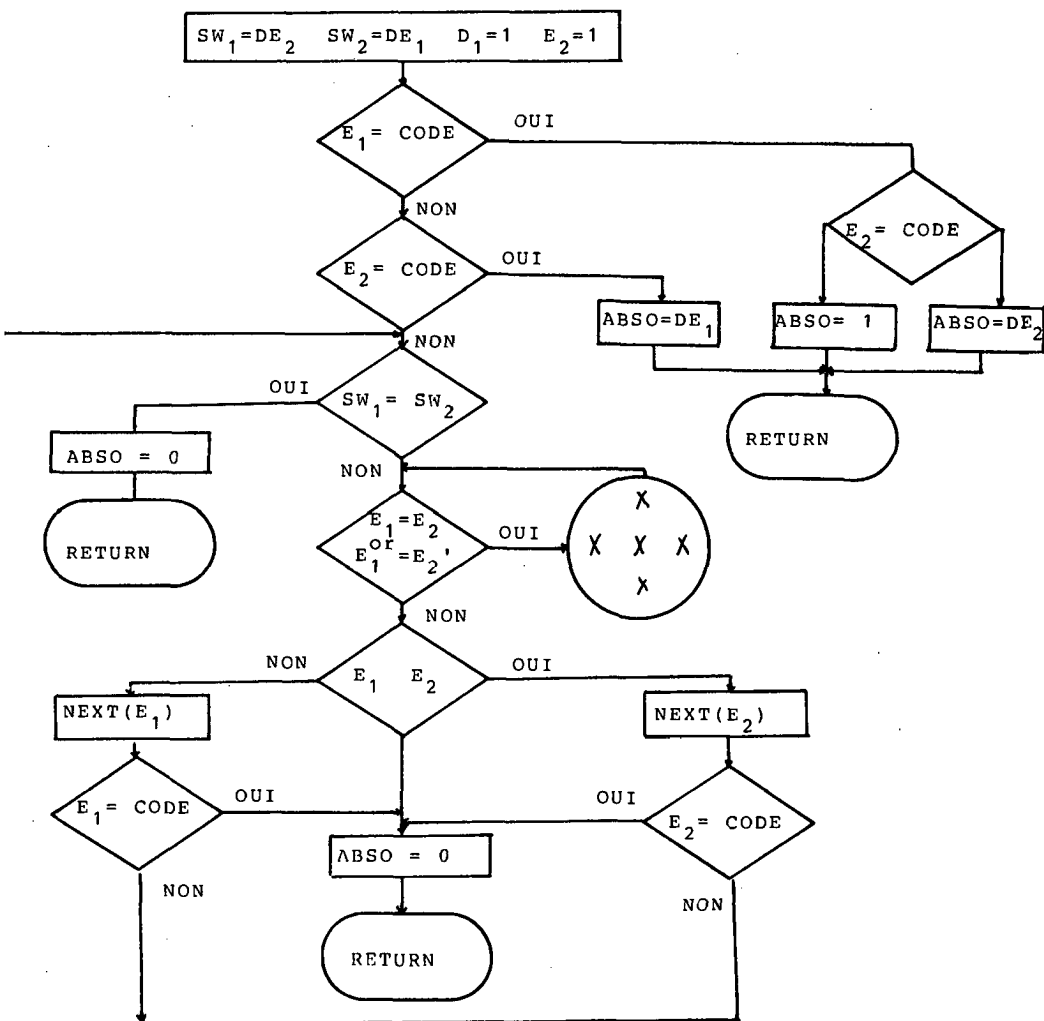 SW₁=DE₂ SW₂=DE₁ D₁=1 E₂=1
E₁= CODE
OUI
NON
E₂= CODE
E₂= CODE
OUI
ABSO=DE₁
ABSO= 1
ABSO=DE₂
NON
OUI
SW₁= SW₂
RETURN
ABSO = 0
NON
E₁=E₂
or
E₁=E₂'
OUI
X
X X X
X
RETURN
NON
NON
E₁ E₂
OUI
NEXT(E₁)
NEXT(E₂)
E₁= CODE
OUI
OUI
E₂= CODE
ABSO = 0
NON
NON
RETURN